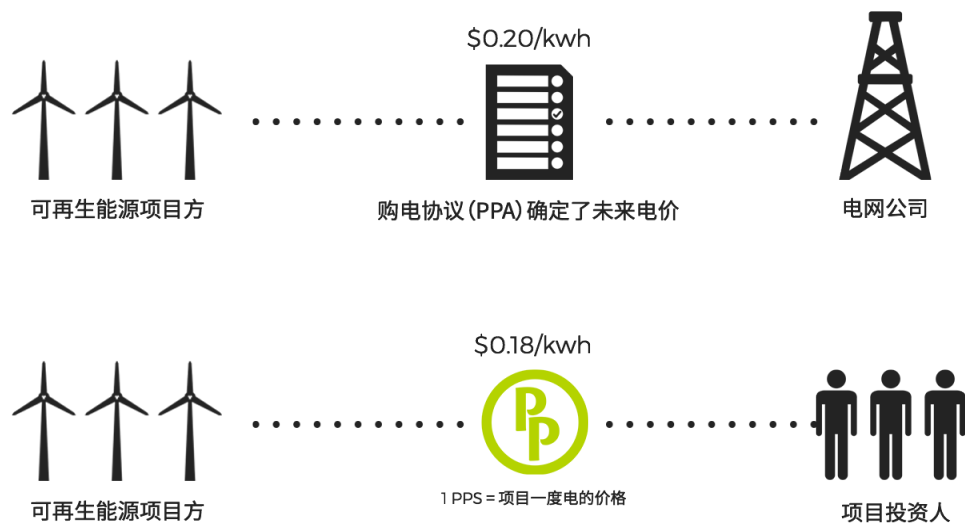 $0.20/kwh
可再生能源项目方
购电协议（PPA）确定了未来电价
电网公司
$0.18/kwh
PP
1 PPS = 项目一度电的价格
可再生能源项目方
项目投资人